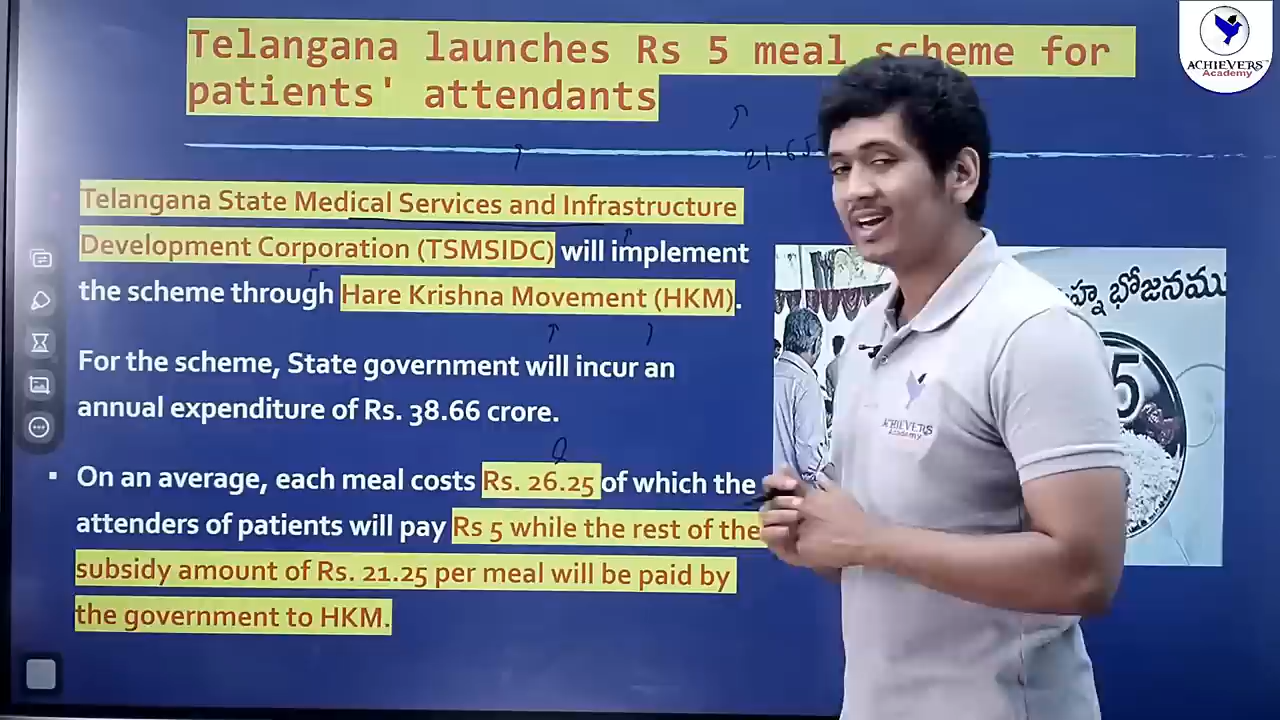 Telangana launches Rs 5 meal scheme for
patients' attendants
ACHIEVERS
Academy
Telangana State Medical Services and Infrastructure
Development Corporation (TSMSIDC) will implement
the scheme through Hare Krishna Movement (HKM).
For the scheme, State government will incur an
annual expenditure of Rs. 38.66 crore.
▪ On an average, each meal costs Rs. 26.25 of which the
attenders of patients will pay Rs 5 while the rest of the
subsidy amount of Rs. 21.25 per meal will be paid by
the government to HKM.
భోజనము
5
ACHIEVERS
Academy